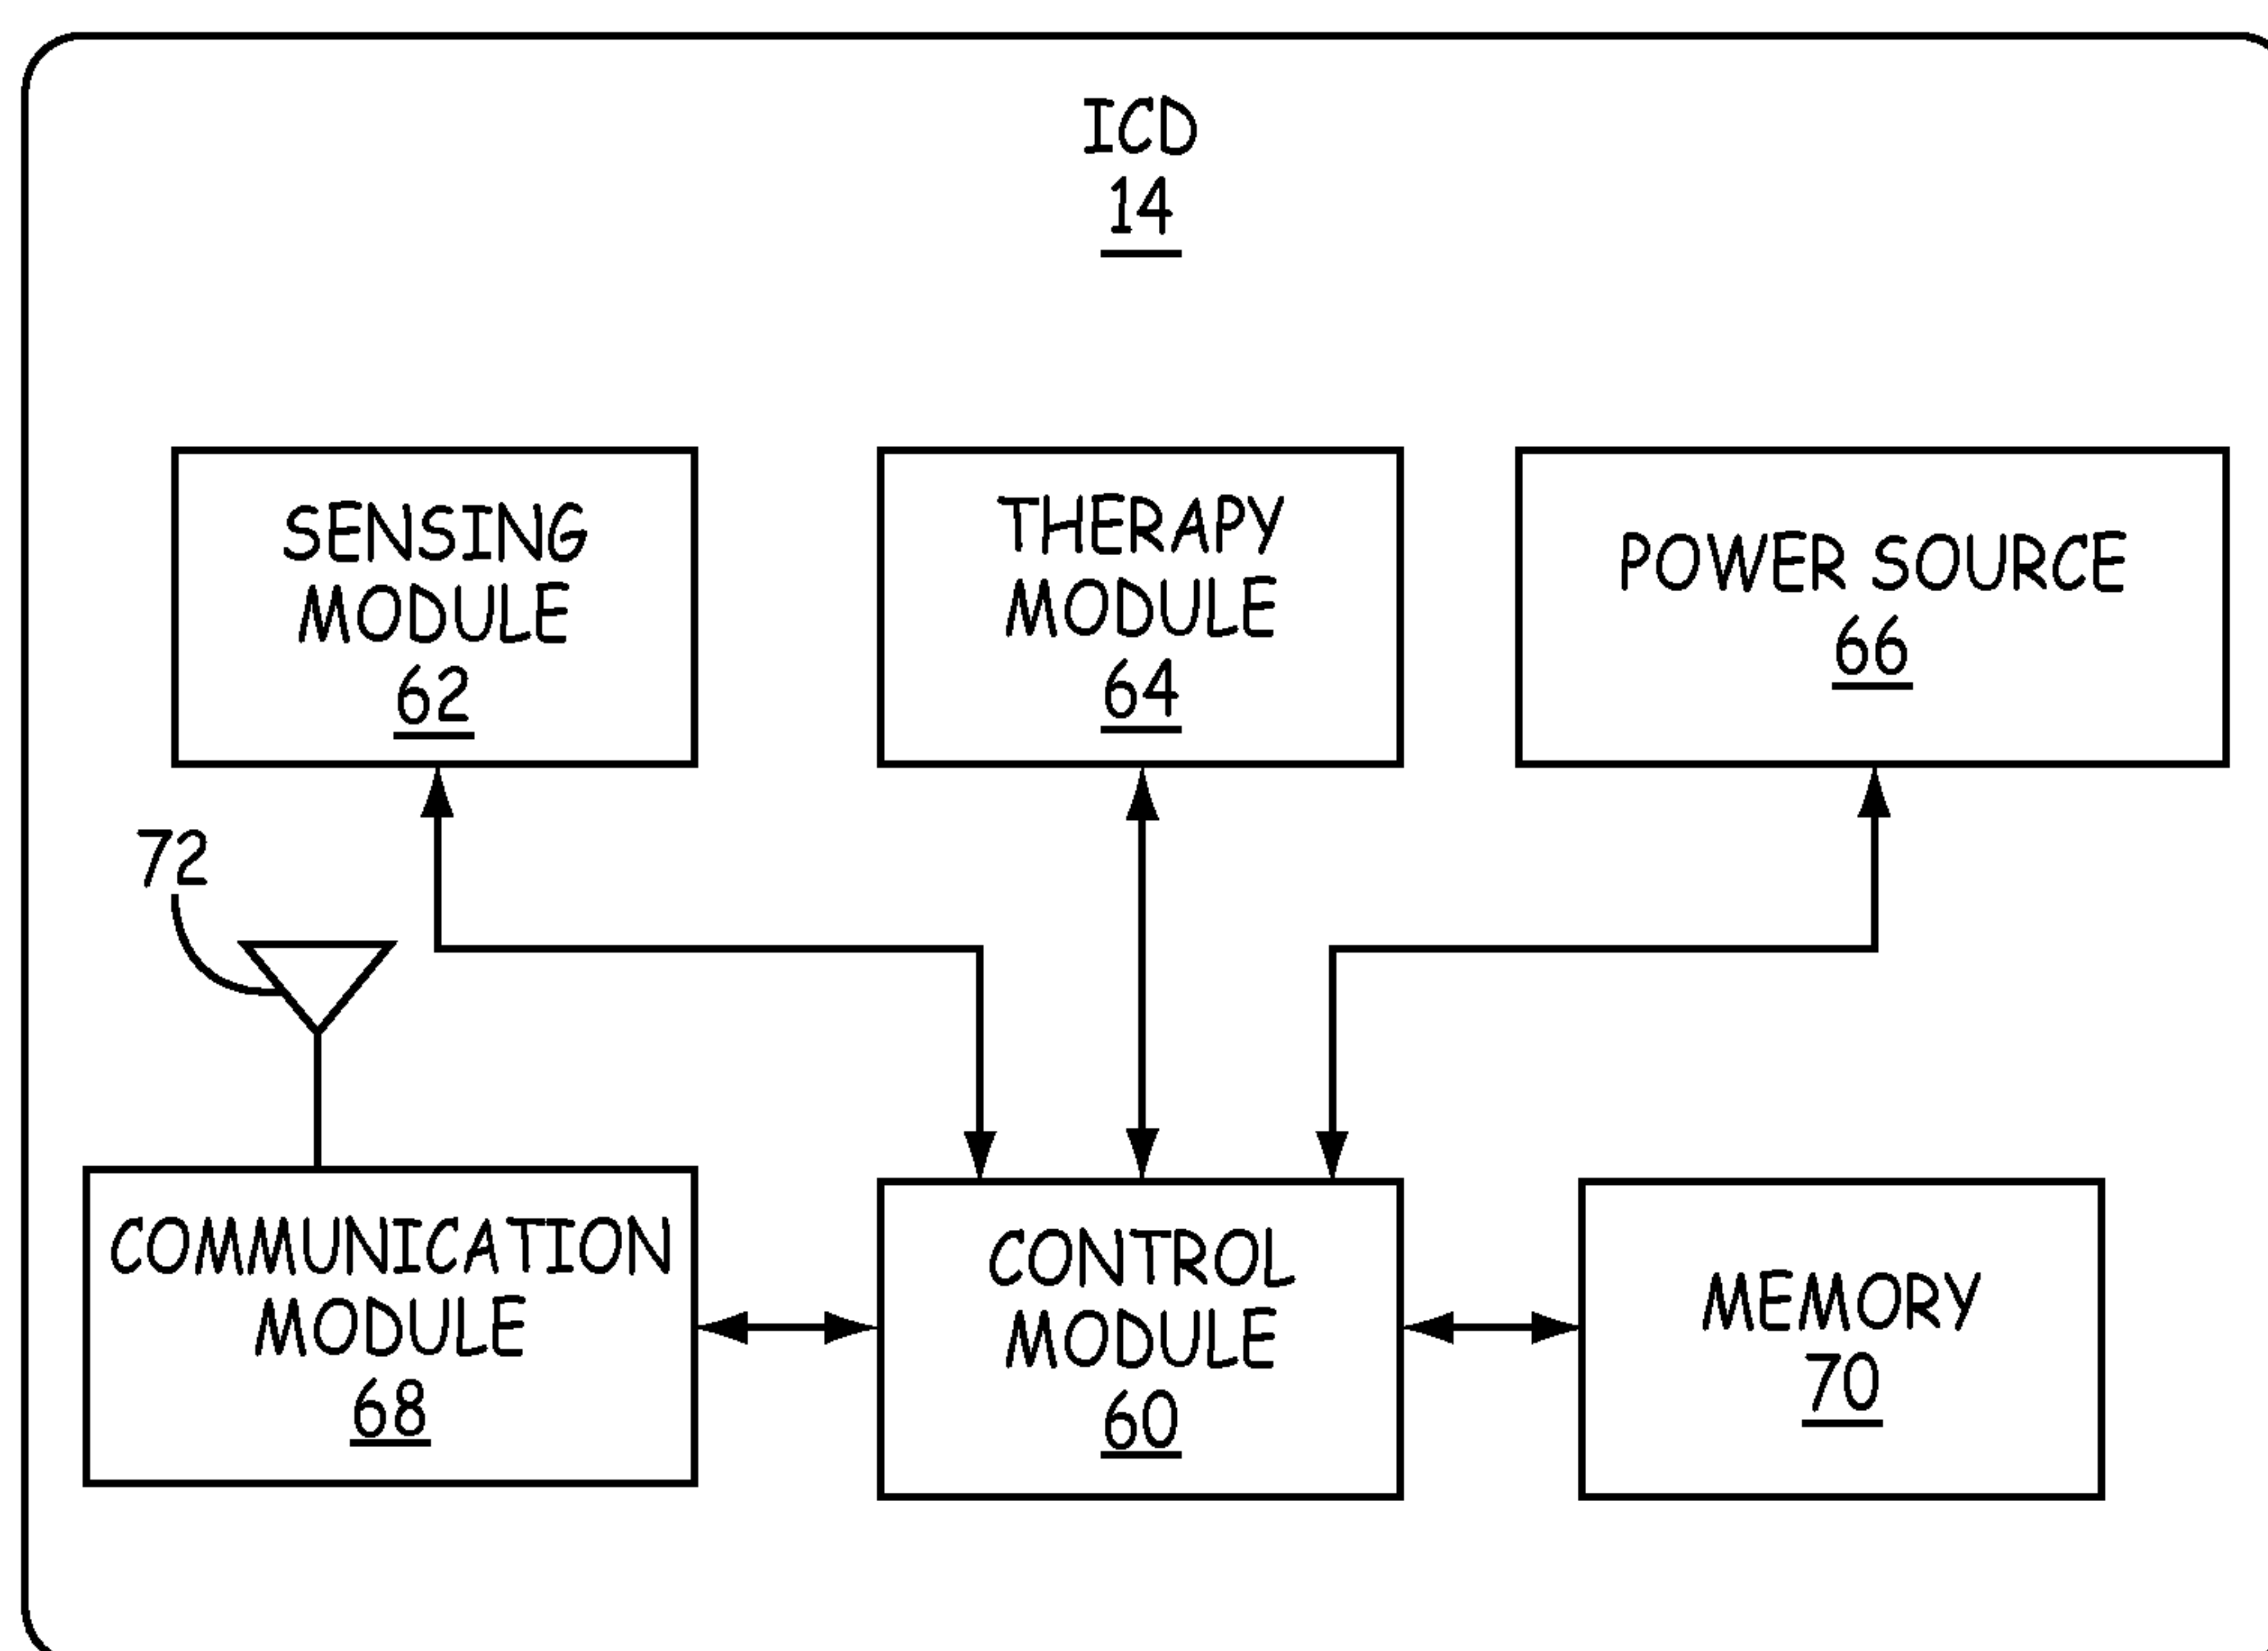 ICD
14
SENSING
MODULE
62
THERAPY
MODULE
64
POWER SOURCE
66
72
COMMUNICATION
MODULE
68
CONTROL
MODULE
60
MEMORY
70